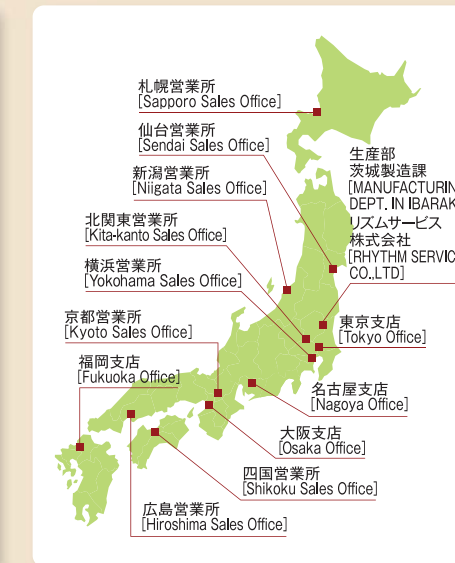 札幌営業所
[Sapporo Sales Office]
仙台営業所
[Sendai Sales Office]
新潟営業所
[Niigata Sales Office]
北関東営業所
[Kita-kanto Sales Office]
横浜営業所
[Yokohama Sales Office]
京都営業所
[Kyoto Sales Office]
福岡支店
[Fukuoka Office]
生産部
茨城製造課
[MANUFACTURIN
DEPT. IN IBARAK
リズムサービス
株式会社
[RHYTHM SERVIC
CO.,LTD]
東京支店
[Tokyo Office]
名古屋支店
[Nagoya Office]
大阪支店
[Osaka Office]
四国営業所
[Shikoku Sales Office]
広島営業所
[Hiroshima Sales Office]